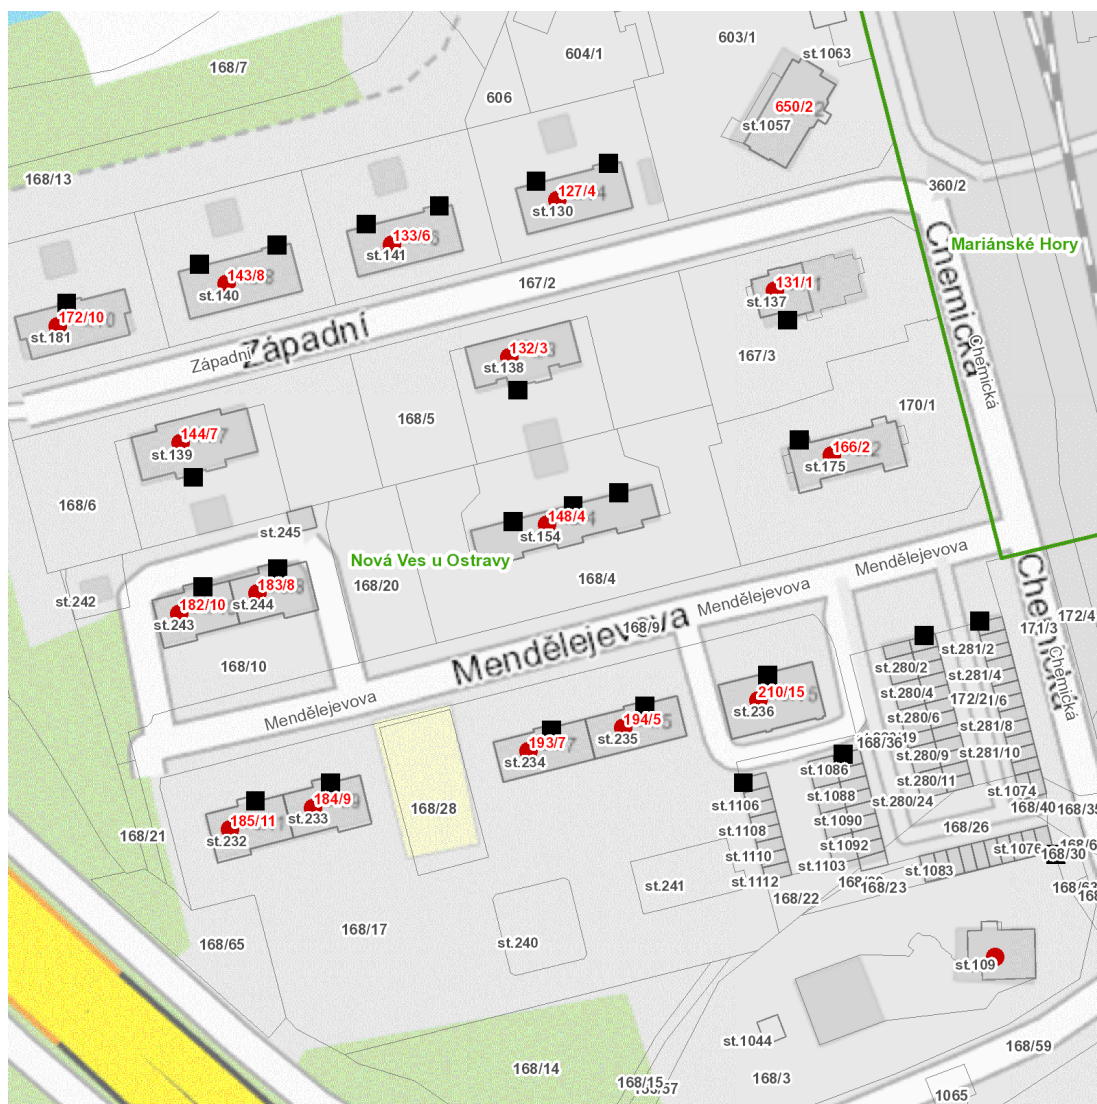 603/1
604/1
st.1063
168/7
606
650/2
st.1057
168/13
360/2
127/4
st.130
133/6
st.141
Mariánské Hory
Chemická
143/8
st.140
167/2
131/1
st.137
172/10
st.181
Západní
Západní
132/3
st.138
167/3
Chemická
168/5
170/1
144/7
st.139
166/2
st.175
168/6
148/4
st.154
st.245
Nová Ves u Ostravy
Mendělejevova
168/20
168/4
183/8
st.244
182/10
st.243
st.242
Mendělejevova
Chemická
172/4
171/3
168/9
Mendělejevova
st.281/2
st.280/2
168/10
st.281/4
210/15
st.236
st.280/4
Chemická
Mendělejevova
194/5
st.235
st.280/6
st.281/8
193/7
st.234
168/36
st.280/9
st.281/10
st.1086
st.280/11
184/9
st.233
st.1074
st.1088
st.280/24
st.1106
168/28
168/40
168/35
185/11
st.232
st.1090
168/26
168/21
st.1108
st.1092
st.1076
168/30
st.1110
st.1103
st.1083
st.1112
168/23
st.241
168/63
168/22
168/17
168/65
st.240
st.109
st.1044
168/59
168/14
168/3
168/15
1065